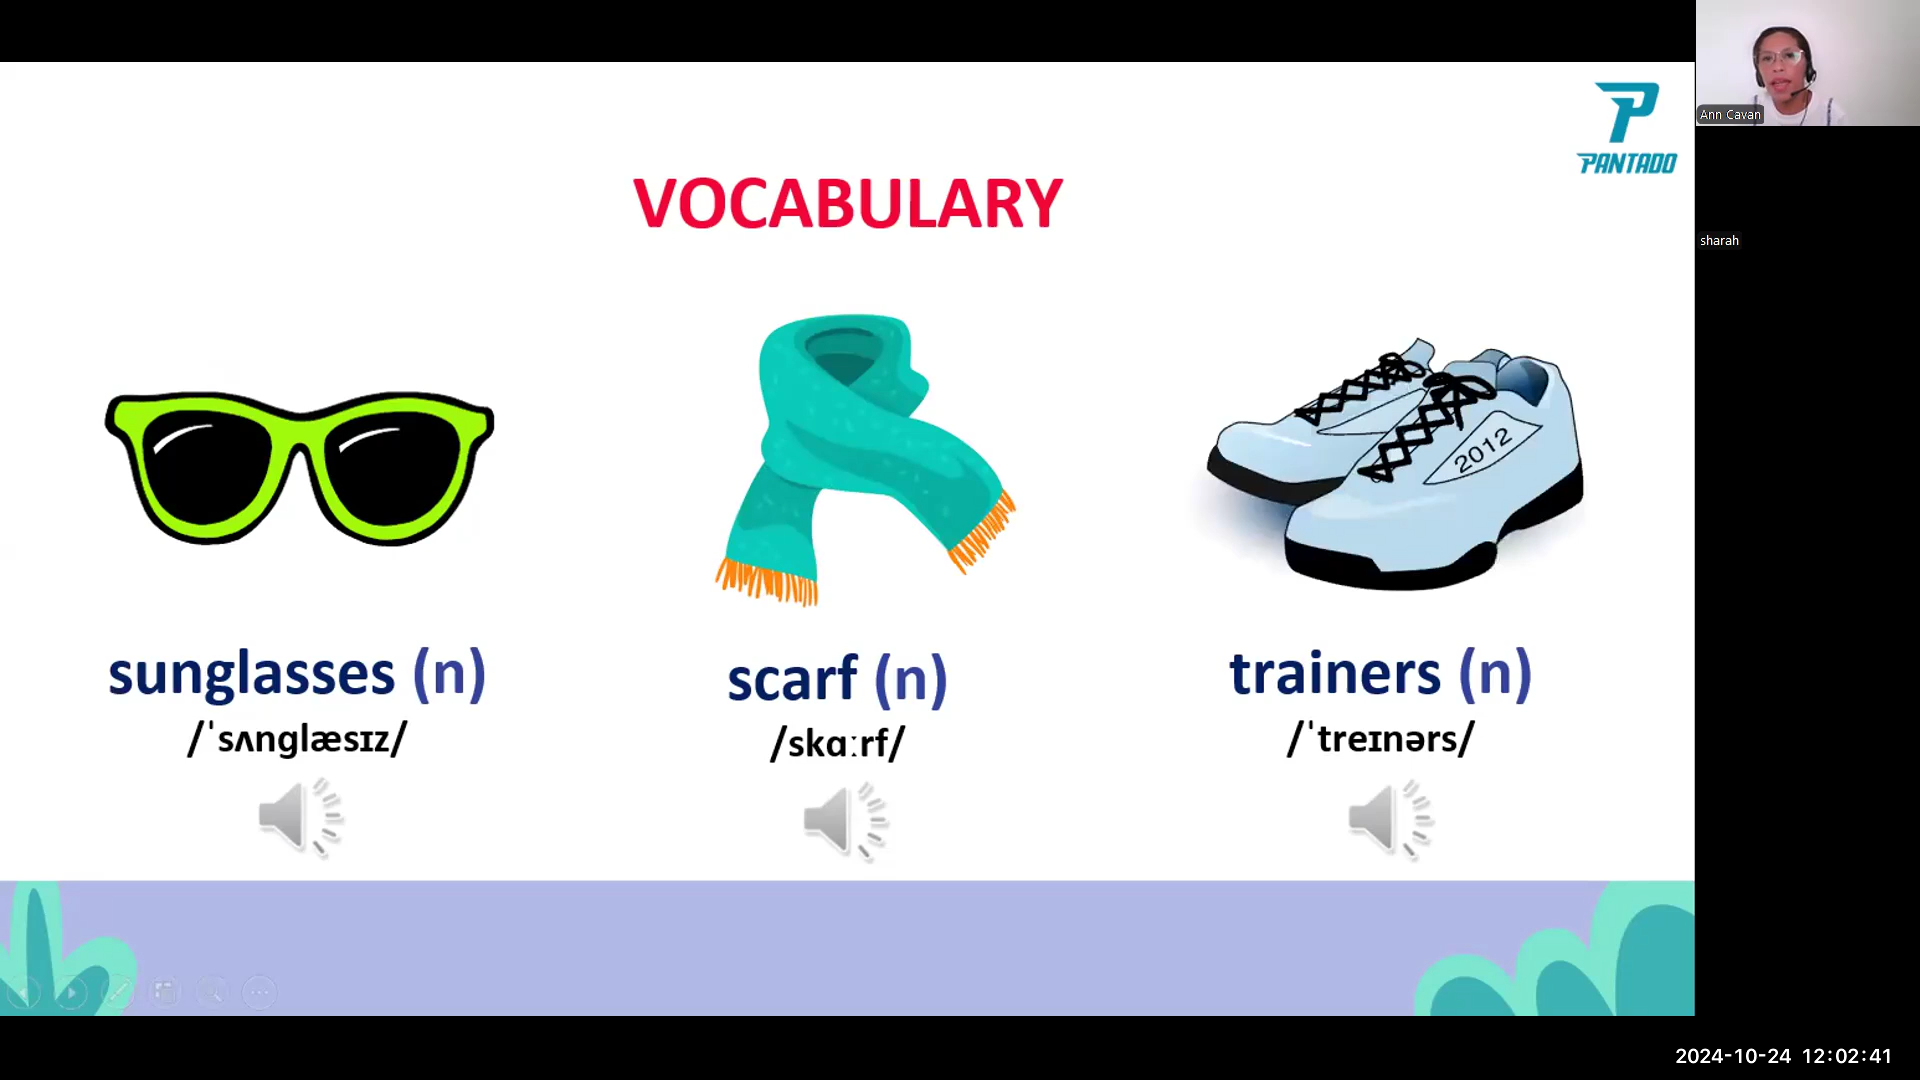 Ann Cavan
PANTADO
VOCABULARY
sharah
2012
sunglasses (n)
scarf (n)
trainers (n)
/ˈsʌnglæsɪz/
/skɑːrf/
/ˈtreɪnərs/
2024-10-24 12:02:41